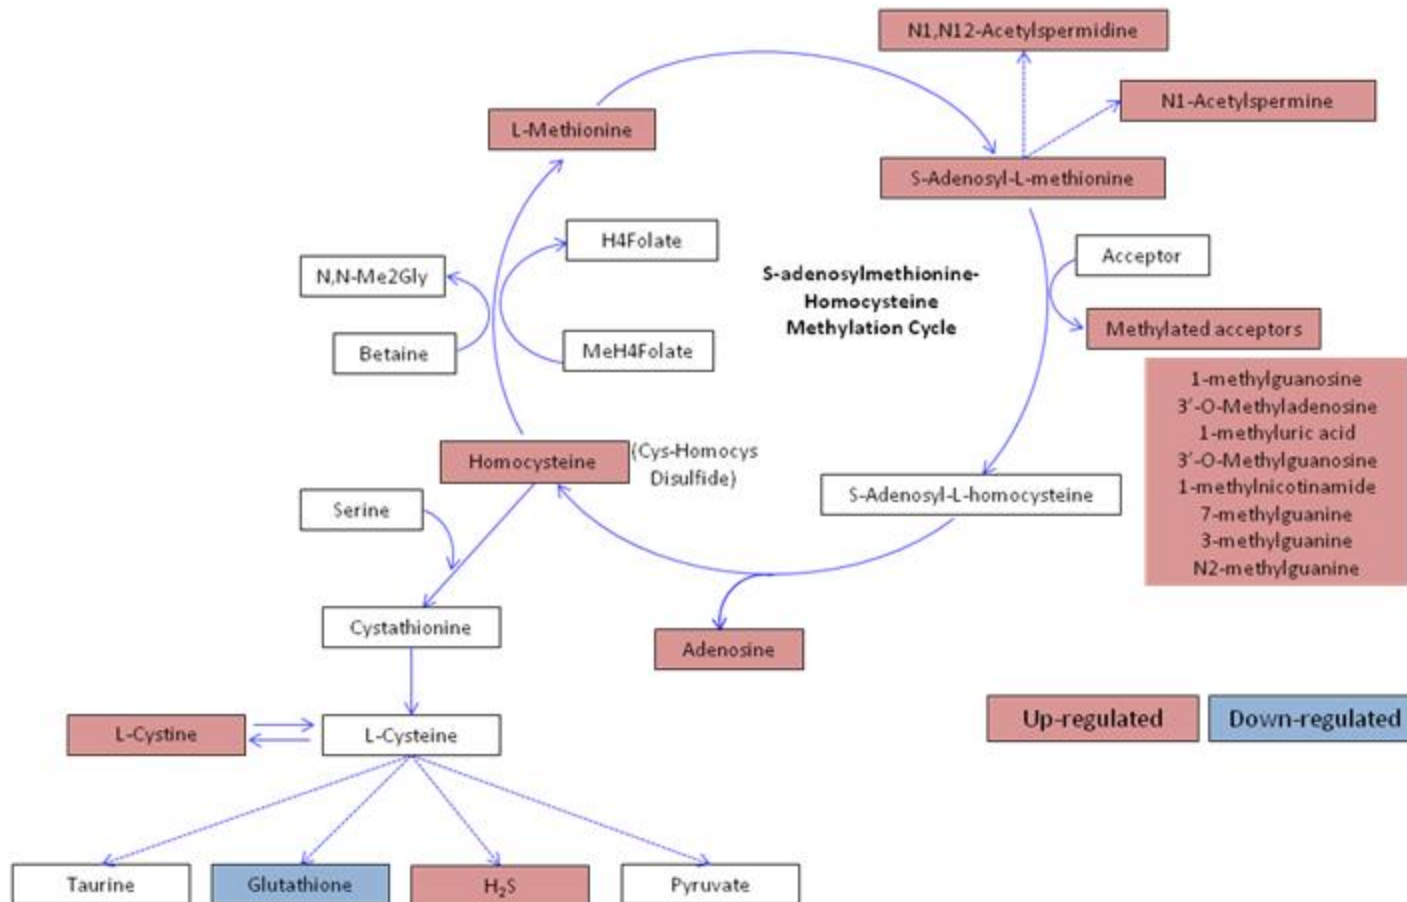 N1,N12-Acetylspermidine
N1-Acetylspermine
L-Methionine
S-Adenosyl-L-methionine
H4Folate
Acceptor
N,N-Me2Gly
S-adenosylmethionine-
Homocysteine
Methylation Cycle
Methylated acceptors
Betaine
MeH4Folate
1-methylguanosine
3'-O-Methyladenosine
1-methyluric acid
3'-O-Methylguanosine
1-methylnicotinamide
7-methylguanine
3-methylguanine
N2-methylguanine
Homocysteine
(Cys-Homocys
Disulfide)
S-Adenosyl-L-homocysteine
Serine
Cystathionine
Adenosine
L-Cystine
L-Cysteine
Up-regulated
Down-regulated
Taurine
Glutathione
H₂S
Pyruvate